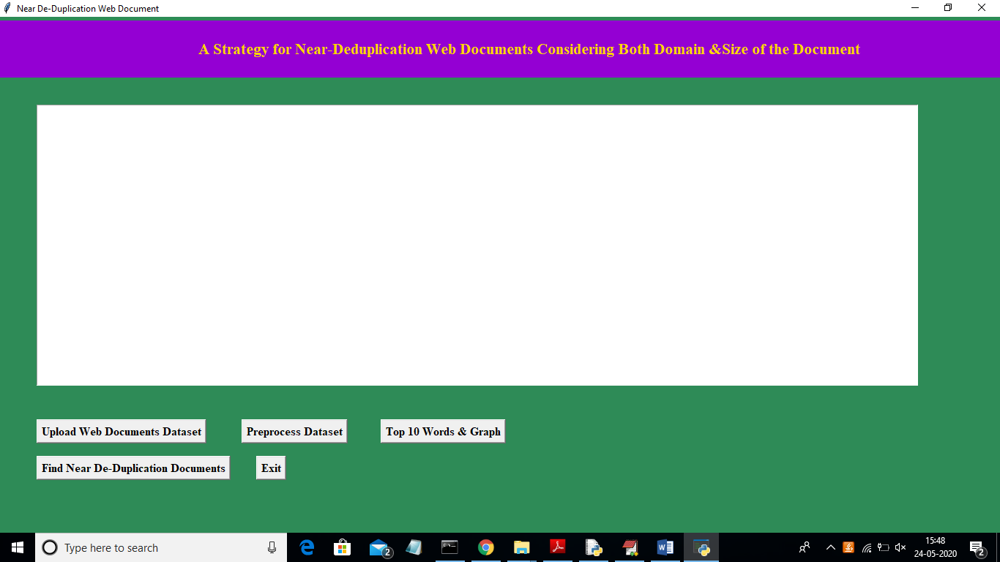 Near De-Duplication Web Document
A Strategy for Near-Deduplication Web Documents Considering Both Domain &Size of the Document
Upload Web Documents Dataset Preprocess Dataset Top 10 Words & Graph
Find Near De-Duplication Documents Exit
Type here to search 2 15:48
24-05-2020 2